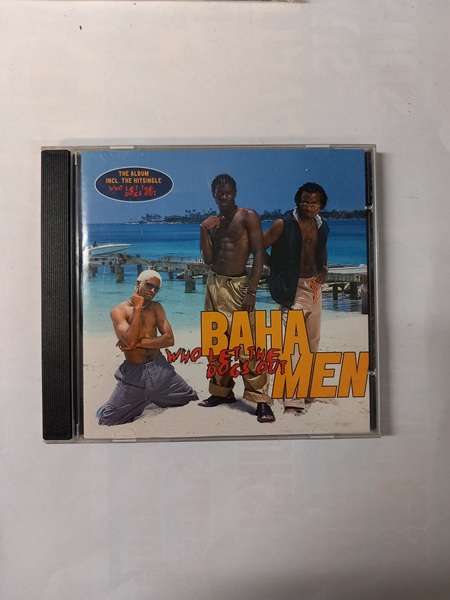 THE ALBUM
INCL. THE HITSINGLE
WHO LET THE
DOGS OUT
BAHA
MEN
WHO LET THE
DOGS OUT